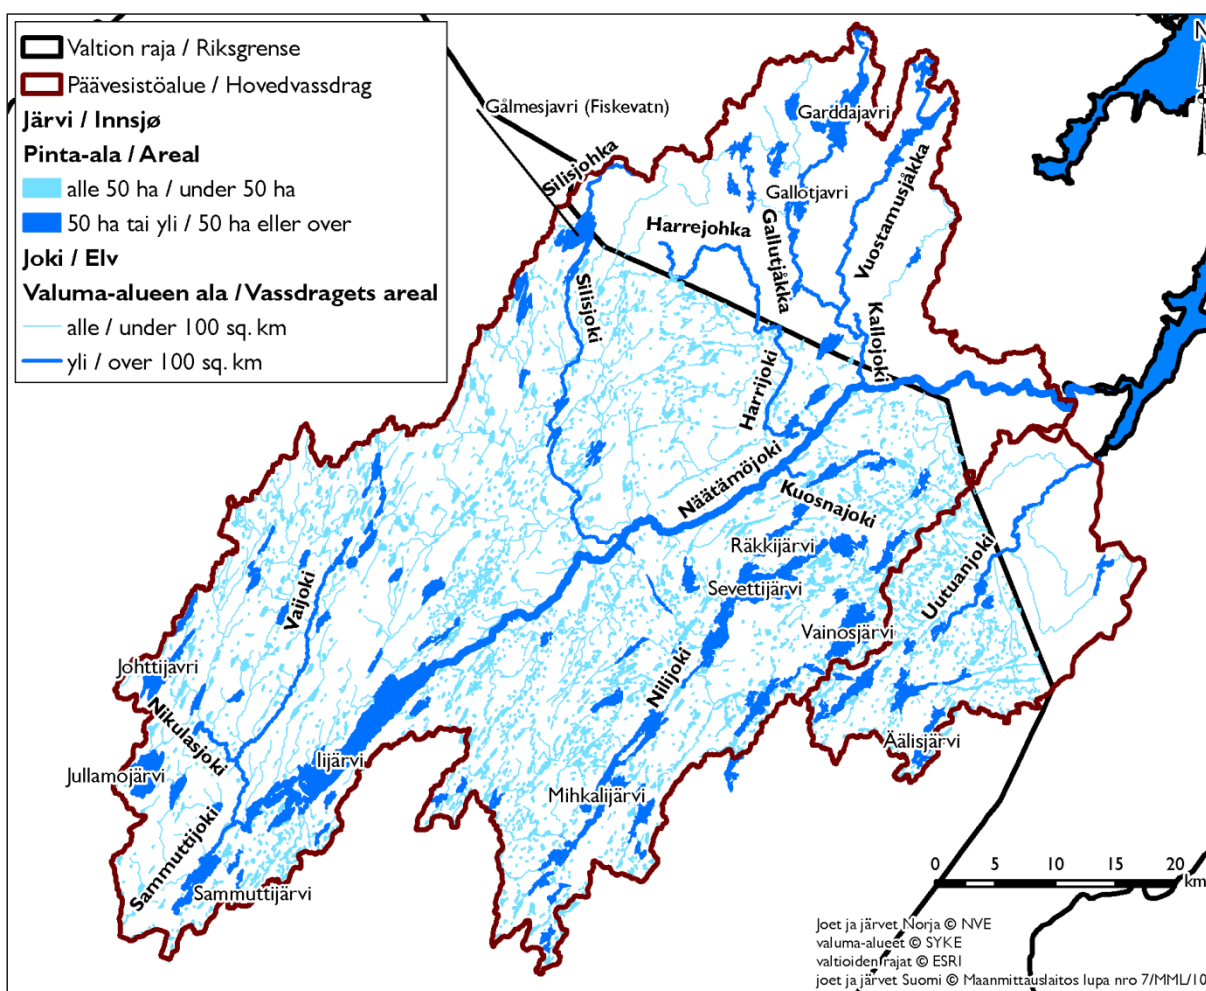 Valtion raja / Riksgrense
Päävesistöalue / Hovedvassdrag
Järvi / Innsjø
Pinta-ala / Areal
alle 50 ha / under 50 ha
50 ha tai yli / 50 ha eller over
Joki / Elv
Valuma-alueen ala / Vassdragets areal
alle / under 100 sq. km
yli / over 100 sq. km
N
Gálmesjavri (Fiskevatn)
Garddajavri
Silisjohka
Vuostamusjåkka
Gallotjavri
Harrejohka
Gallutjåkka
Silisjoki
Kallojoki
Harrijoki
Näätämöjoki
Kuosnajoki
Räkkijärvi
Uutuanjoki
Sevettijärvi
Vaijoki
Vainosjärvi
Johttijavri
Nilijoki
Nikulasjoki
Äälisjärvi
Iijärvi
Jullamojärvi
Mihkalijärvi
Sammuttijoki
Sammuttijärvi
0 5 10 15 20
km
Joet ja järvet Norja © NVE
valuma-alueet © SYKE
valtioiden rajat © ESRI
joet ja järvet Suomi © Maanmittauslaitos lupa nro 7/MML/10